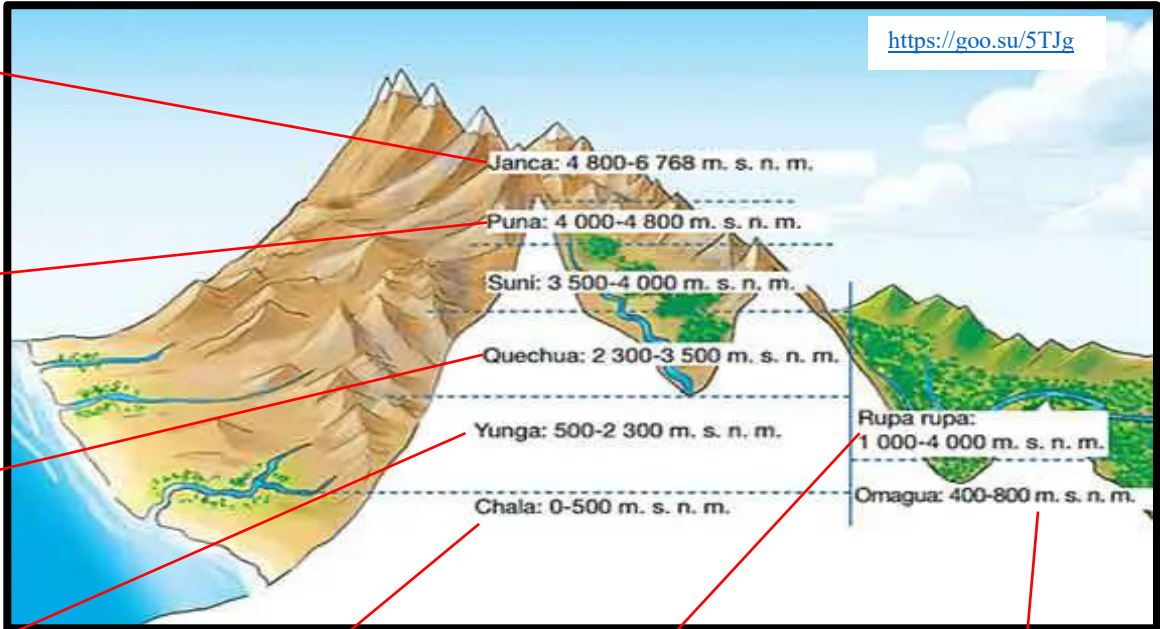 https://goo.su/5TJg
Janca: 4 800-6 768 m. s. n. m.
Puna: 4 000-4 800 m. s. n. m.
Suni: 3 500-4 000 m. s. n. m.
Quechua: 2 300-3 500 m. s. n. m.
Yunga: 500-2 300 m. s. n. m.
Rupa rupa:
1 000-4 000 m. s. n. m.
Chala: 0-500 m. s. n. m.
Omagua: 400-800 m. s. n. m.